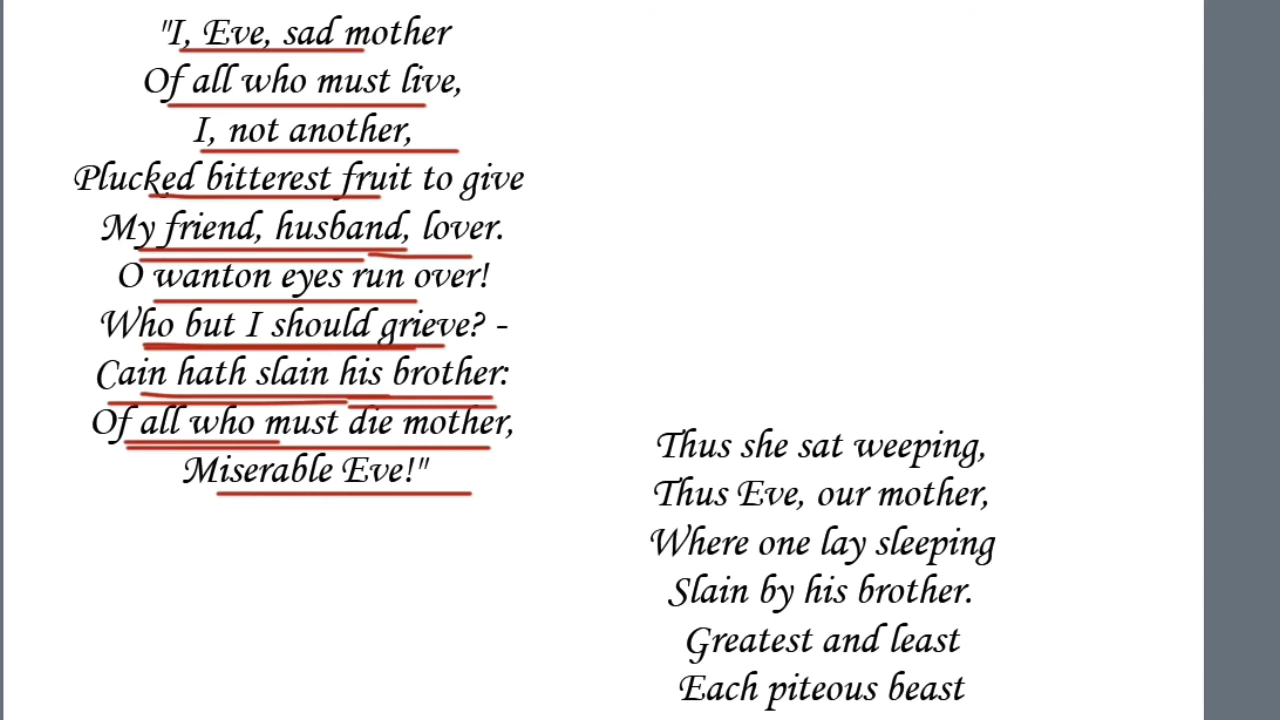 "I, Eve, sad mother
Of all who must live,
I, not another,
Plucked bitterest fruit to give
My friend, husband, lover.
O wanton eyes run over!
Who but I should grieve? -
Cain hath slain his brother:
Of all who must die mother,
Miserable Eve!"
Thus she sat weeping,
Thus Eve, our mother,
Where one lay sleeping
Slain by his brother.
Greatest and least
Each piteous beast